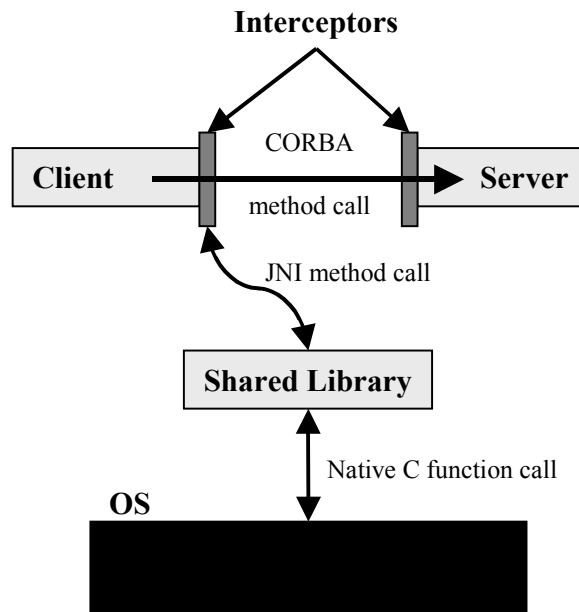 Interceptors
CORBA
Client
Server
method call
JNI method call
Shared Library
Native C function call
OS